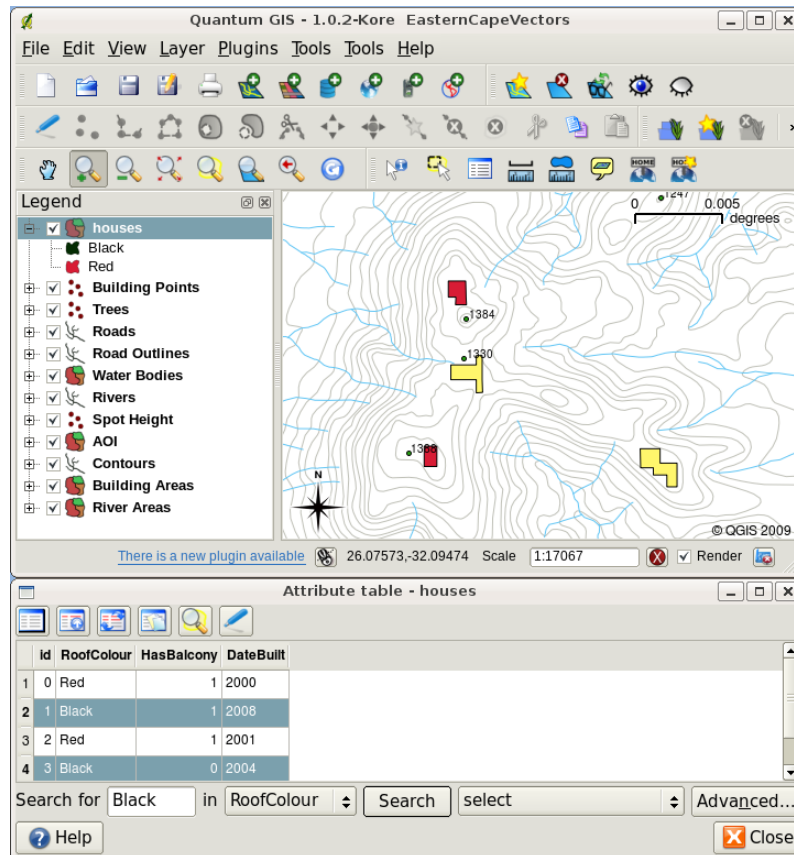 Quantum GIS - 1.0.2-Kore EasternCapeVectors
File Edit View Layer Plugins Tools Tools Help
Legend
houses
Black
Red
Building Points
Trees
Roads
Road Outlines
Water Bodies
Rivers
Spot Height
AOI
Contours
Building Areas
River Areas
1247
0 0.005
degrees
1384
1330
1388
N
© QGIS 2009
There is a new plugin available 26.07573,-32.09474 Scale 1:17067 Render
Attribute table - houses
id RoofColour HasBalcony DateBuilt
1 0 Red 1 2000
2 1 Black 1 2008
3 2 Red 1 2001
4 3 Black 0 2004
Search for Black in RoofColour Search select Advanced...
Help Close